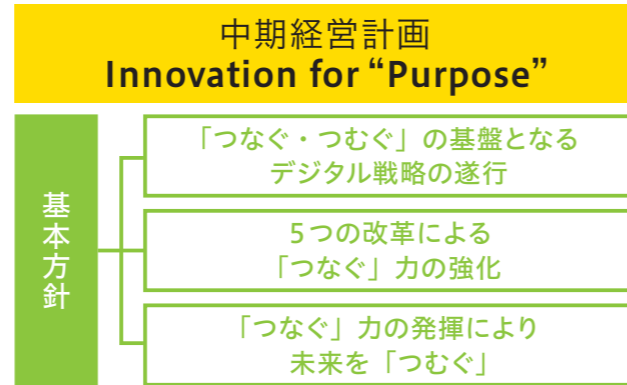 中期経営計画
Innovation for “Purpose”
基本方針
「つなぐ・つむぐ」の基盤となる
デジタル戦略の遂行
5つの改革による
「つなぐ」力の強化
「つなぐ」力の発揮により
未来を「つむぐ」